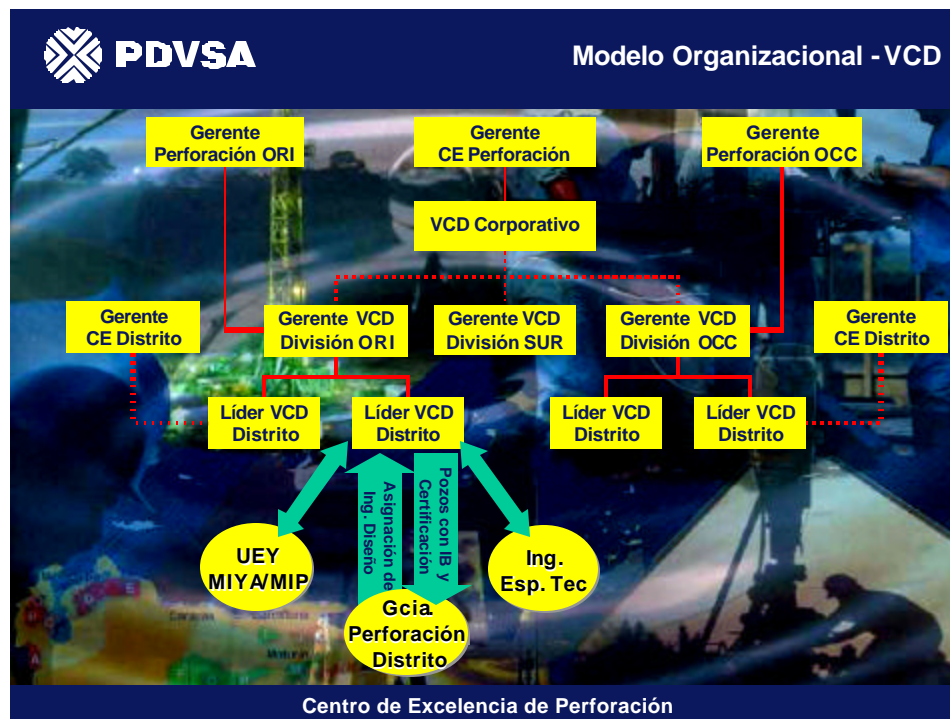 PDVSA
Modelo Organizacional - VCD
Gerente
Perforación ORI
Gerente
CE Perforación
Gerente
Perforación OCC
VCD Corporativo
Gerente
CE Distrito
Gerente VCD
División ORI
Gerente VCD
División SUR
Gerente VCD
División OCC
Gerente
CE Distrito
Líder VCD
Distrito
Líder VCD
Distrito
Líder VCD
Distrito
Líder VCD
Distrito
Asignación de
Ing. Diseño
Pozos con IB y
Certificación
UEY
MIYA/MIP
Ing.
Esp. Tec
Gcia.
Perforación
Distrito
Centro de Excelencia de Perforación